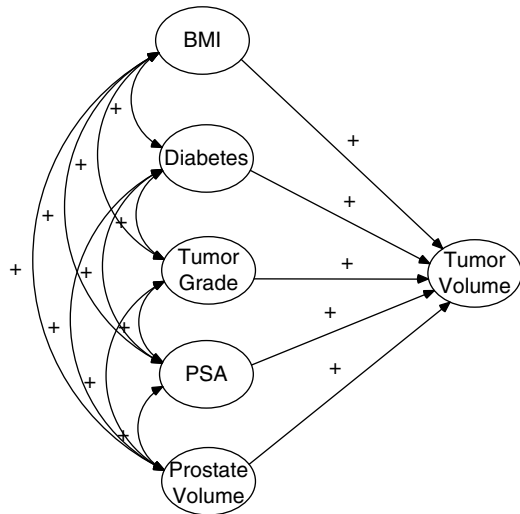 BMI
+
+
Diabetes
+
+
+
+
Tumor
Grade
+
+
+
Tumor
Volume
+
+
+
+
PSA
+
+
Prostate
Volume